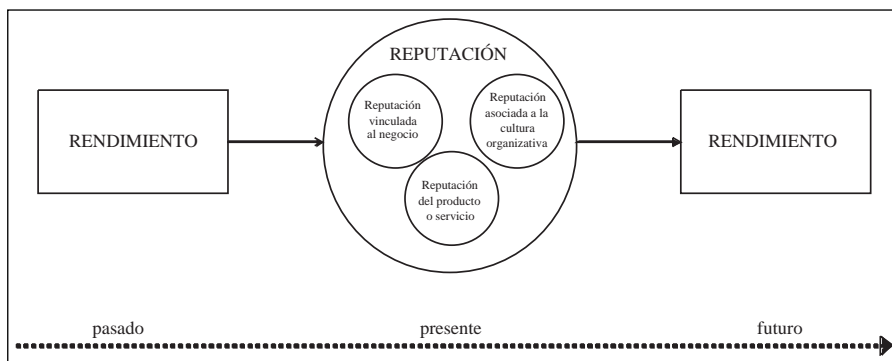 REPUTACIÓN
RENDIMIENTO
Reputación
vinculada
al negocio
Reputación
asociada a la
cultura
organizativa
Reputación
del producto
o servicio
RENDIMIENTO
pasado
presente
futuro